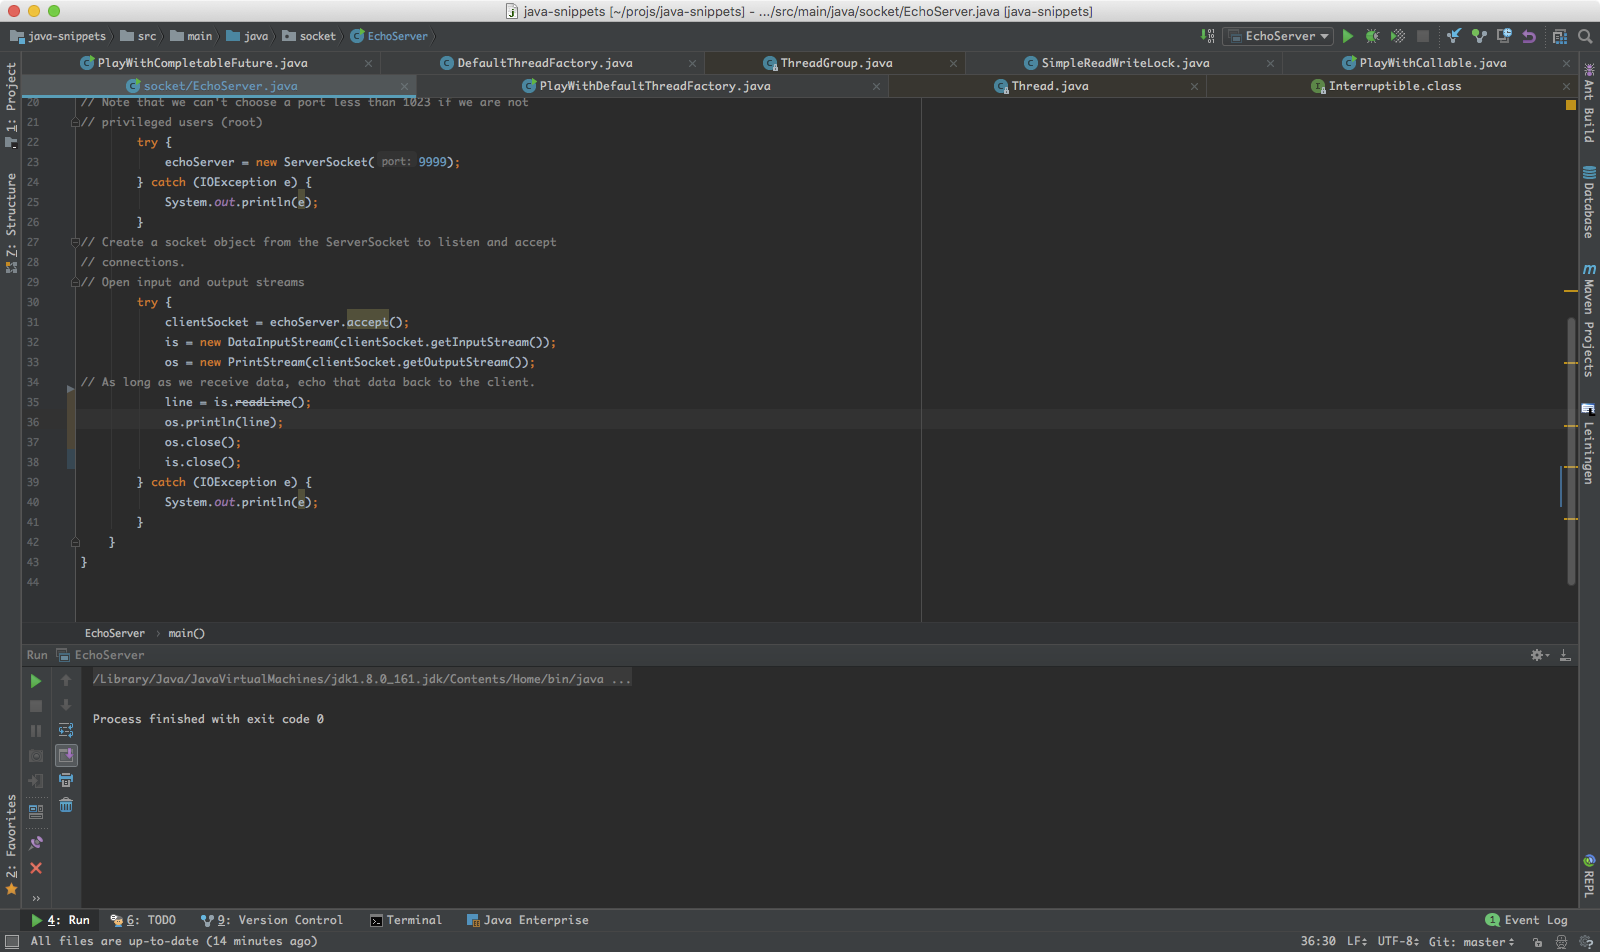 java-snippets [~/projs/java-snippets] - .../src/main/java/socket/EchoServer.java [java-snippets]
java-snippets src main java socket EchoServer
EchoServer
PlayWithCompletableFuture.java DefaultThreadFactory.java ThreadGroup.java SimpleReadWriteLock.java PlayWithCallable.java
socket/EchoServer.java PlayWithDefaultThreadFactory.java Thread.java Interruptible.class
1: Project
Z: Structure
2: Favorites
20 // Note that we can't choose a port less than 1023 if we are not
21 // privileged users (root)
22 try {
23 echoServer = new ServerSocket( port: 9999);
24 } catch (IOException e) {
25 System.out.println(e);
26 }
27 // Create a socket object from the ServerSocket to listen and accept
28 // connections.
29 // Open input and output streams
30 try {
31 clientSocket = echoServer.accept();
32 is = new DataInputStream(clientSocket.getInputStream());
33 os = new PrintStream(clientSocket.getOutputStream());
34 // As long as we receive data, echo that data back to the client.
35 line = is.readLine();
36 os.println(line);
37 os.close();
38 is.close();
39 } catch (IOException e) {
40 System.out.println(e);
41 }
42 }
43 }
44
EchoServer › main()
Run EchoServer
/Library/Java/JavaVirtualMachines/jdk1.8.0_161.jdk/Contents/Home/bin/java ...
Process finished with exit code 0
Ant Build
Database
Maven Projects
Leiningen
REPL
4: Run 6: TODO 9: Version Control Terminal Java Enterprise 1 Event Log
All files are up-to-date (14 minutes ago) 36:30 LF UTF-8 Git: master